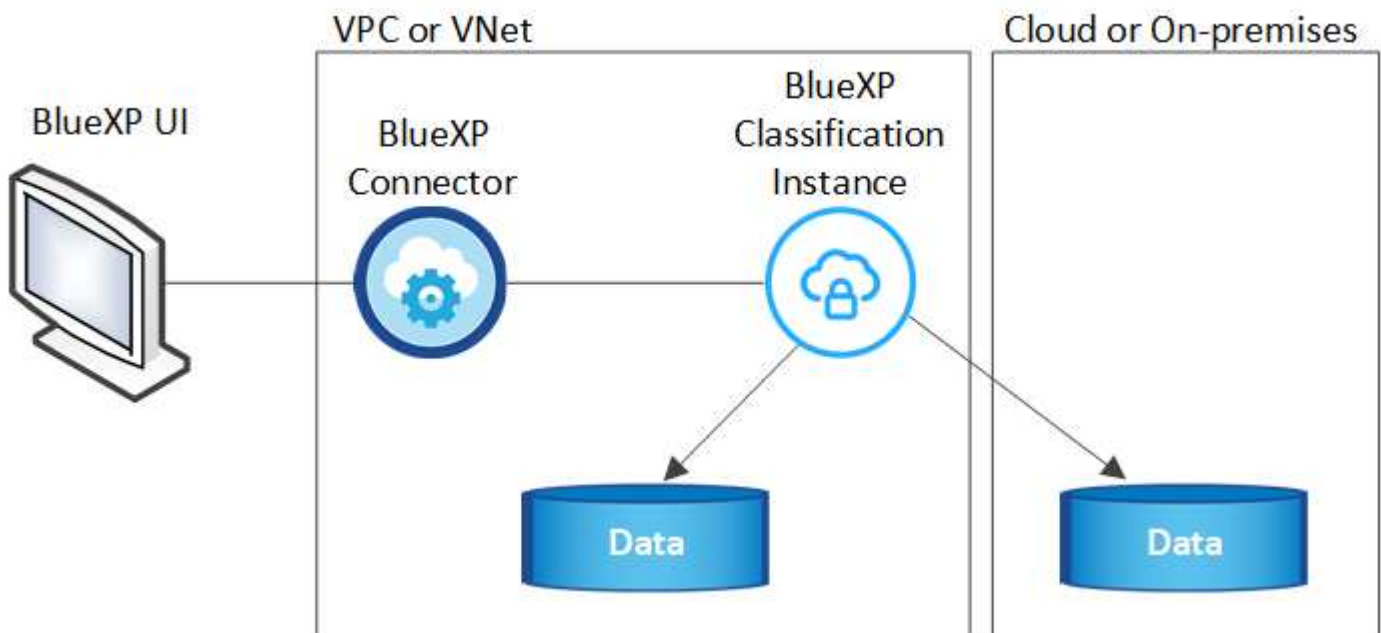 VPC or VNet
Cloud or On-premises
BlueXP UI
BlueXP
Connector
BlueXP
Classification
Instance
Data
Data